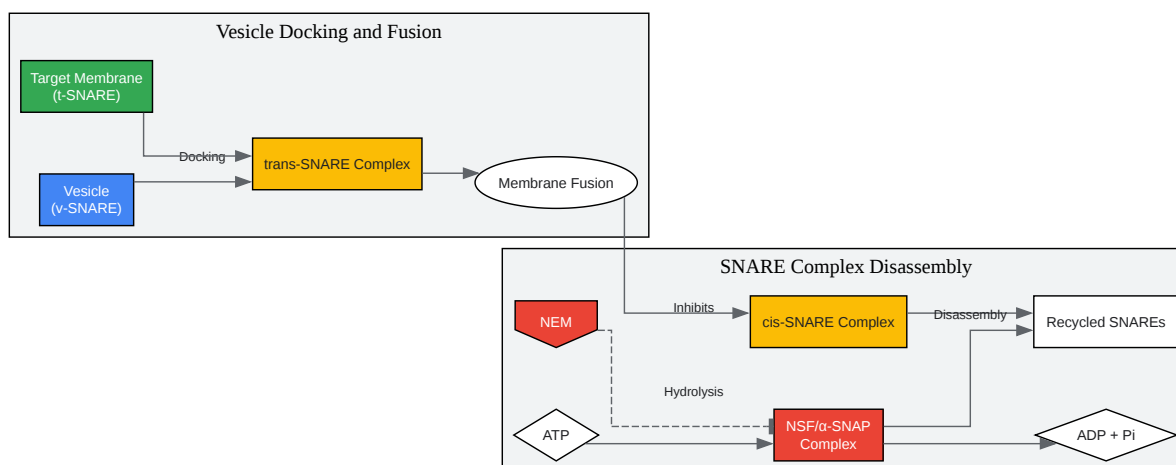 Vesicle Docking and Fusion
Target Membrane
(t-SNARE)
Docking
trans-SNARE Complex
Vesicle
(v-SNARE)
Membrane Fusion
SNARE Complex Disassembly
NEM
Inhibits
cis-SNARE Complex
Disassembly
Recycled SNAREs
Hydrolysis
ATP
NSF/α-SNAP
Complex
ADP + Pi